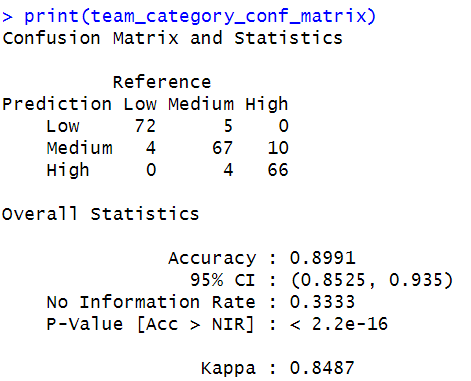 > print(team_category_conf_matrix)
Confusion Matrix and Statistics
Reference
Prediction Low Medium High
Low 72 5 0
Medium 4 67 10
High 0 4 66
Overall Statistics
Accuracy : 0.8991
95% CI : (0.8525, 0.935)
No Information Rate : 0.3333
P-Value [Acc > NIR] : < 2.2e-16
Kappa : 0.8487